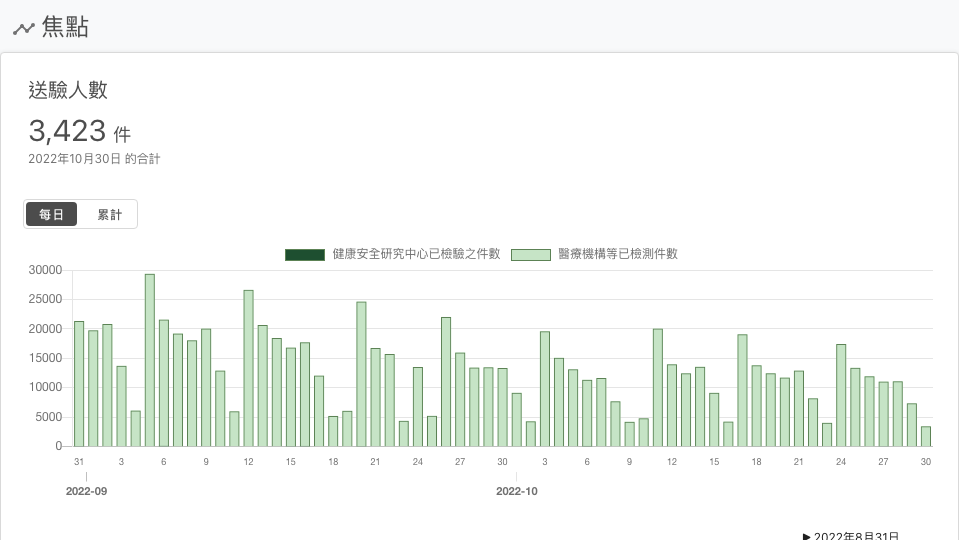 焦點
送驗人數
3,423 件
2022年10月30日 的合計
每日 累計
健康安全研究中心已檢驗之件數 醫療機構等已檢測件數
30000
25000
20000
15000
10000
5000
0
31 3 6 9 12 15 18 21 24 27 30 3 6 9 12 15 18 21 24 27 30
2022-09 2022-10
▶ 2022年8月31日